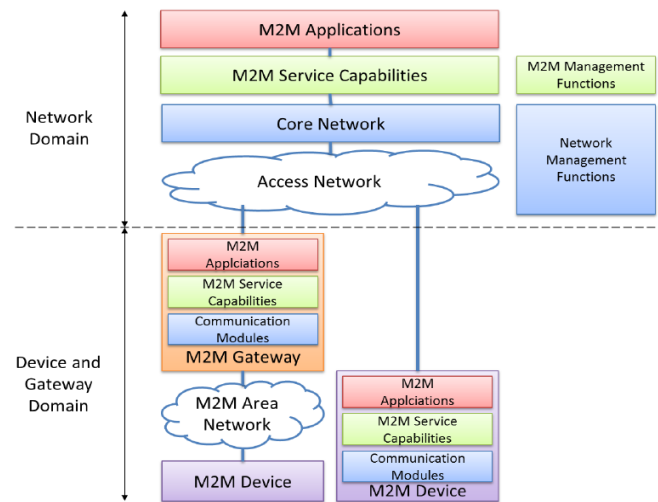 M2M Applications
M2M Service Capabilities
M2M Management
Functions
Network
Domain
Core Network
Network
Management
Functions
Access Network
M2M
Applciations
M2M Service
Capabilities
Communication
Modules
M2M Gateway
Device and
Gateway
Domain
M2M Area
Network
M2M Device
M2M
Applciations
M2M Service
Capabilities
Communication
Modules
M2M Device